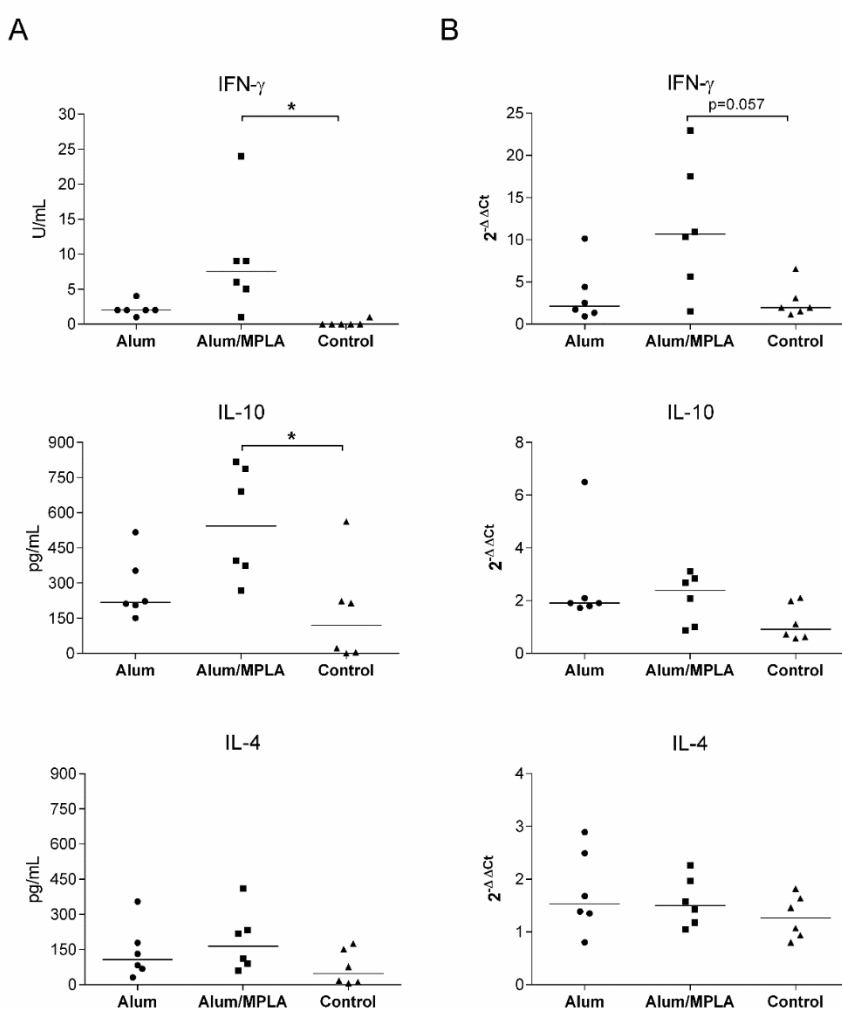 A
IFN-γ
U/mL
30
25
20
15
10
5
0
*
Alum Alum/MPLA Control
IL-10
pg/mL
900
750
600
450
300
150
0
*
Alum Alum/MPLA Control
IL-4
pg/mL
900
750
600
450
300
150
0
Alum Alum/MPLA Control
B
IFN-γ
2^-Δ ΔCt
25
20
15
10
5
0
p=0.057
Alum Alum/MPLA Control
IL-10
2^-Δ ΔCt
8
6
4
2
0
Alum Alum/MPLA Control
IL-4
2^-Δ ΔCt
4
3
2
1
0
Alum Alum/MPLA Control